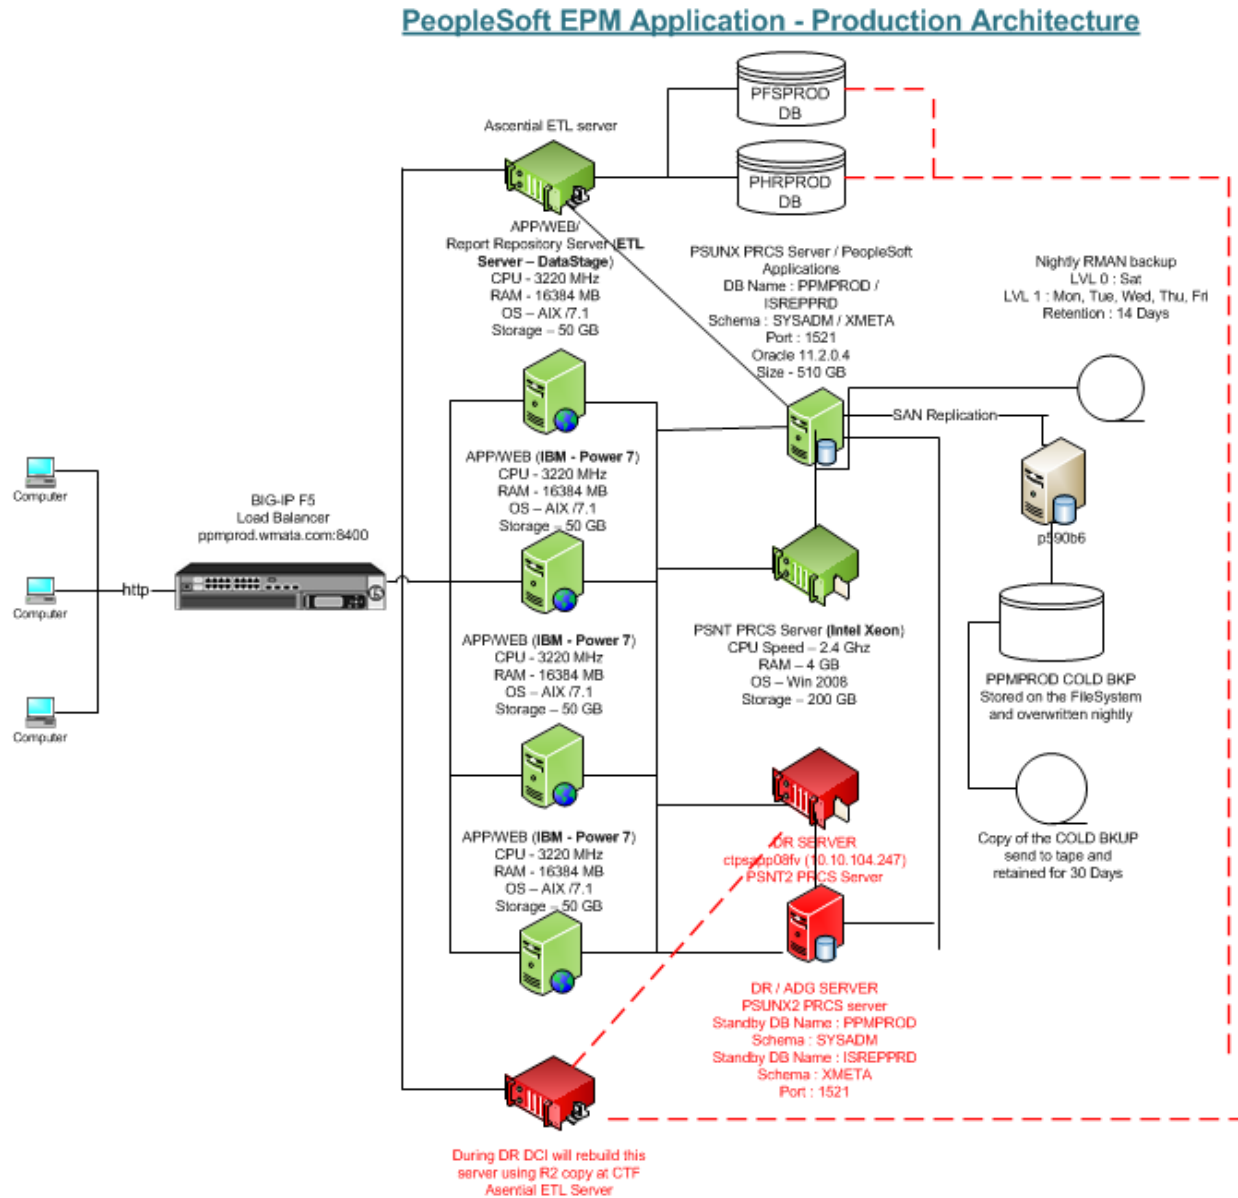 PeopleSoft EPM Application - Production Architecture
PFSPROD
DB
Ascential ETL server
PHRPROD
DB
APP/WEB/
Report Repository Server (ETL
Server – DataStage)
CPU - 3220 MHz
RAM - 16384 MB
OS – AIX /7.1
Storage – 50 GB
PSUNX PRCS Server / PeopleSoft
Applications
DB Name : PPMPROD /
ISREPPRD
Schema : SYSADM / XMETA
Port : 1521
Oracle 11.2.0.4
Size - 510 GB
Nightly RMAN backup
LVL 0 : Sat
LVL 1 : Mon, Tue, Wed, Thu, Fri
Retention : 14 Days
SAN Replication
APP/WEB (IBM - Power 7)
CPU - 3220 MHz
RAM - 16384 MB
OS – AIX /7.1
Storage – 50 GB
Computer
BIG-IP F5
Load Balancer
ppmprod.wmata.com:8400
p590b6
http
Computer
APP/WEB (IBM - Power 7)
CPU - 3220 MHz
RAM - 16384 MB
OS – AIX /7.1
Storage – 50 GB
PSNT PRCS Server (Intel Xeon)
CPU Speed – 2.4 Ghz
RAM – 4 GB
OS – Win 2008
Storage – 200 GB
PPMPROD COLD BKP
Stored on the FileSystem
and overwritten nightly
Computer
APP/WEB (IBM - Power 7)
CPU - 3220 MHz
RAM - 16384 MB
OS – AIX /7.1
Storage – 50 GB
DR SERVER
ctpsapp08fv (10.10.104.247)
PSNT2 PRCS Server
Copy of the COLD BKUP
send to tape and
retained for 30 Days
DR / ADG SERVER
PSUNX2 PRCS server
Standby DB Name : PPMPROD
Schema : SYSADM
Standby DB Name : ISREPPRD
Schema : XMETA
Port : 1521
During DR DCI will rebuild this
server using R2 copy at CTF
Asential ETL Server